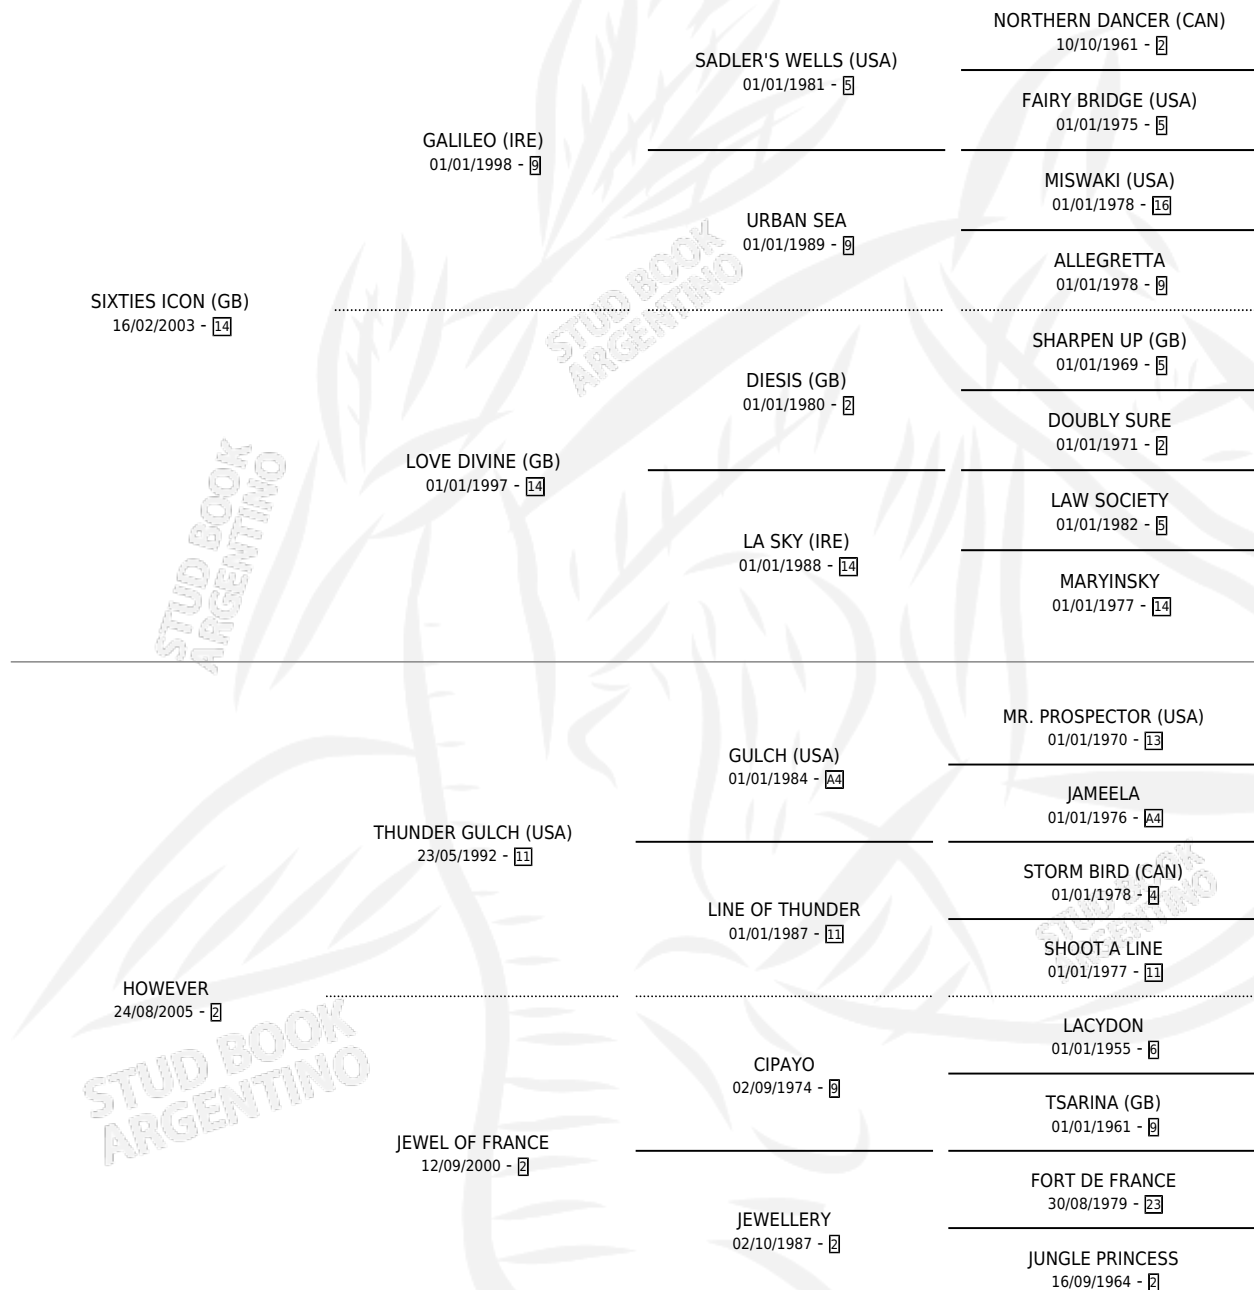 NORTHERN DANCER (CAN)
10/10/1961 - 2
SADLER'S WELLS (USA)
01/01/1981 - 5
FAIRY BRIDGE (USA)
01/01/1975 - 5
GALILEO (IRE)
01/01/1998 - 9
MISWAKI (USA)
01/01/1978 - 16
URBAN SEA
01/01/1989 - 9
ALLEGRETTA
01/01/1978 - 9
SIXTIES ICON (GB)
16/02/2003 - 14
STUD BOOK
ARGENTINO
SHARPEN UP (GB)
01/01/1969 - 5
DIESIS (GB)
01/01/1980 - 2
DOUBLY SURE
01/01/1971 - 2
LOVE DIVINE (GB)
01/01/1997 - 14
LAW SOCIETY
01/01/1982 - 5
LA SKY (IRE)
01/01/1988 - 14
MARYINSKY
01/01/1977 - 14
STUD BOOK
ARGENTINO
MR. PROSPECTOR (USA)
01/01/1970 - 13
GULCH (USA)
01/01/1984 - A4
JAMEELA
01/01/1976 - A4
THUNDER GULCH (USA)
23/05/1992 - 11
STORM BIRD (CAN)
01/01/1978 - 4
LINE OF THUNDER
01/01/1987 - 11
STUD BOOK
ARGENTINO
SHOOT A LINE
01/01/1977 - 11
HOWEVER
24/08/2005 - 2
STUD BOOK
ARGENTINO
LACYDON
01/01/1955 - 6
CIPAYO
02/09/1974 - 9
TSARINA (GB)
01/01/1961 - 9
JEWEL OF FRANCE
12/09/2000 - 2
FORT DE FRANCE
30/08/1979 - 23
JEWELLERY
02/10/1987 - 2
JUNGLE PRINCESS
16/09/1964 - 2